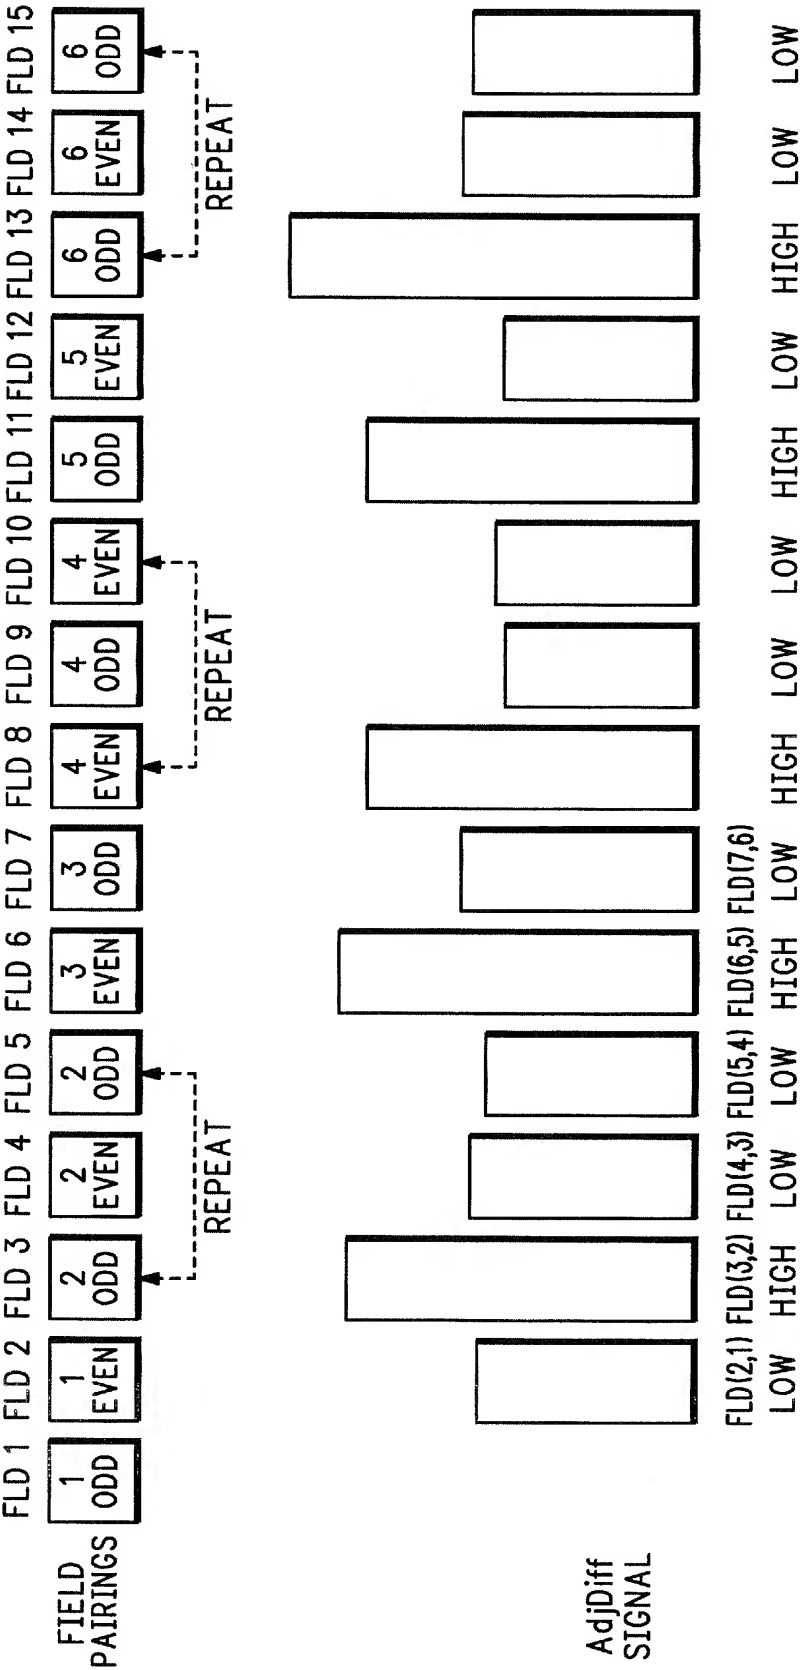 FLD 1 FLD 2 FLD 3 FLD 4 FLD 5 FLD 6 FLD 7 FLD 8 FLD 9 FLD 10 FLD 11 FLD 12 FLD 13 FLD 14 FLD 15
FIELD
PAIRINGS
1
ODD
1
EVEN
2
ODD
2
EVEN
2
ODD
3
EVEN
3
ODD
4
EVEN
4
ODD
4
EVEN
5
ODD
5
EVEN
6
ODD
6
EVEN
6
ODD
REPEAT
REPEAT
REPEAT
AdjDiff
SIGNAL
FLD(2,1) FLD(3,2) FLD(4,3) FLD(5,4) FLD(6,5) FLD(7,6)
LOW HIGH LOW LOW HIGH LOW HIGH LOW LOW HIGH LOW HIGH LOW LOW